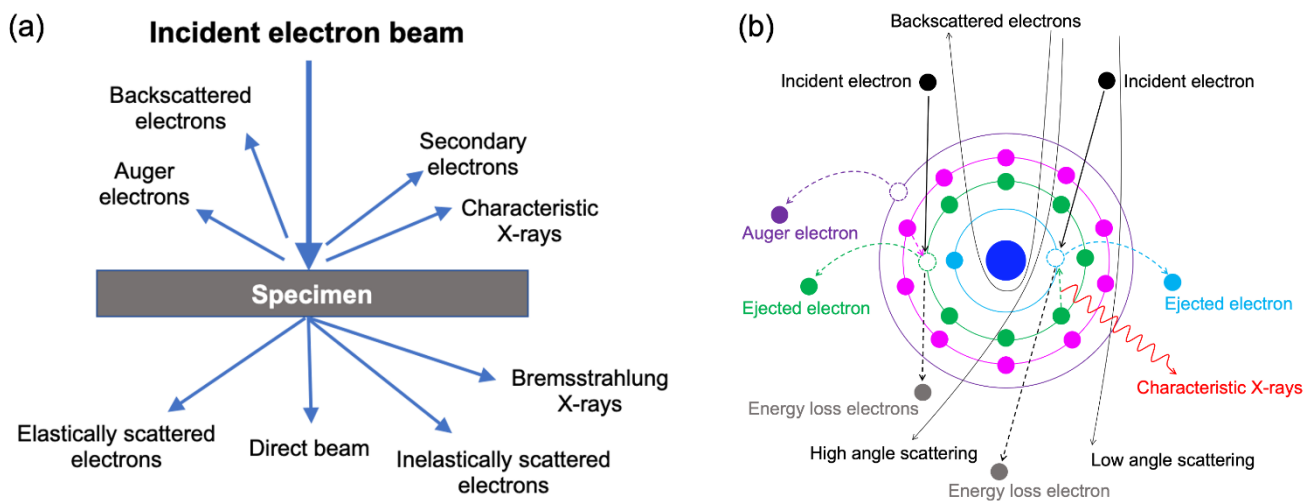 (a)
Incident electron beam
Backscattered
electrons
Auger
electrons
Secondary
electrons
Characteristic
X-rays
Specimen
Bremsstrahlung
X-rays
Elastically scattered
electrons
Direct beam
Inelastically scattered
electrons
(b)
Backscattered electrons
Incident electron
Incident electron
Auger electron
Ejected electron
Ejected electron
Characteristic X-rays
Energy loss electrons
High angle scattering
Low angle scattering
Energy loss electron